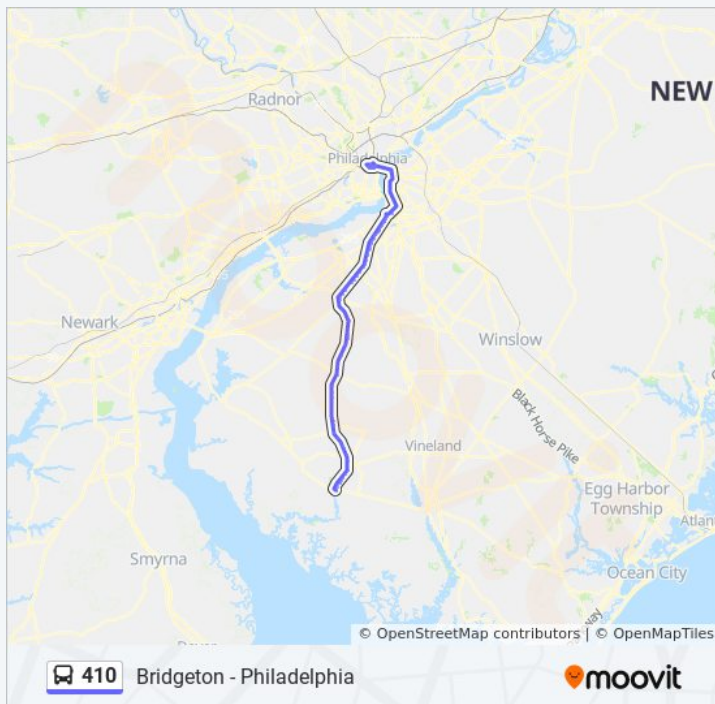 NEW
Radnor
Philadelphia
Newark
Winslow
Black Horse Pike
Vineland
Egg Harbor
Township
Smyrna
Ocean City
© OpenStreetMap contributors | © OpenMapTiles
410 Bridgeton - Philadelphia
moovit